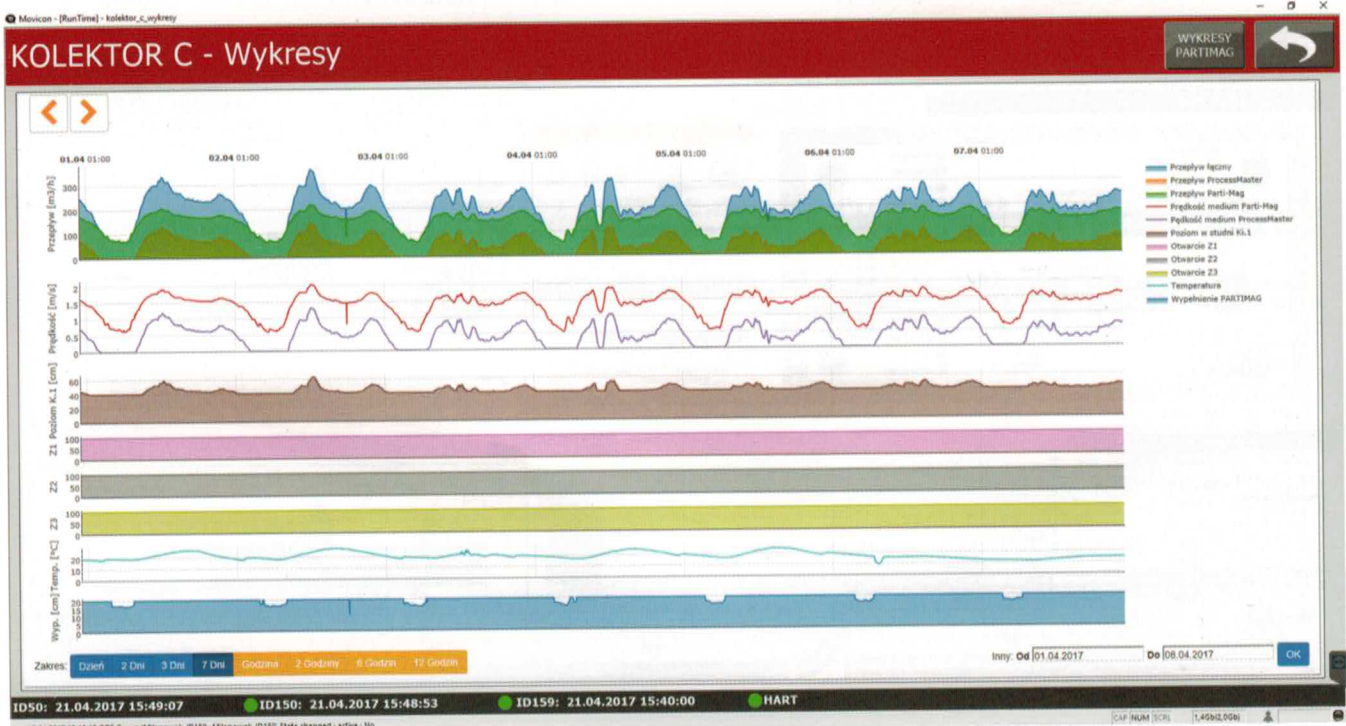 Movicon - [RunTime] - kolektor_c_wykresy
KOLEKTOR C - Wykresy
WYKRESY
PARTIMAG
01.04 01:00 02.04 01:00 03.04 01:00 04.04 01:00 05.04 01:00 06.04 01:00 07.04 01:00
Przepływ [m3/h]
300
200
100
0
Prędkość [m/s]
2
1.5
1
0.5
0
Poziom K.1 [cm]
60
40
20
0
Z1
100
50
0
Z2
100
50
0
Z3
100
50
0
Temp. [°C]
20
10
0
Wyp. [cm]
20
15
10
5
0
Przepływ łączny
Przepływ ProcessMaster
Przepływ Parti-Mag
Prędkość medium Parti-Mag
Pędkość medium ProcessMaster
Poziom w studni Ki.1
Otwarcie Z1
Otwarcie Z2
Otwarcie Z3
Temperatura
Wypełnienie PARTIMAG
Zakres: Dzień 2 Dni 3 Dni 7 Dni Godzina 2 Godziny 6 Godzin 12 Godzin
Inny: Od 01.04.2017 Do 08.04.2017 OK
ID50: 21.04.2017 15:49:07 ID150: 21.04.2017 15:48:53 ID159: 21.04.2017 15:40:00 HART
CAP NUM SCRL 1,4Gb|2,0Gb|